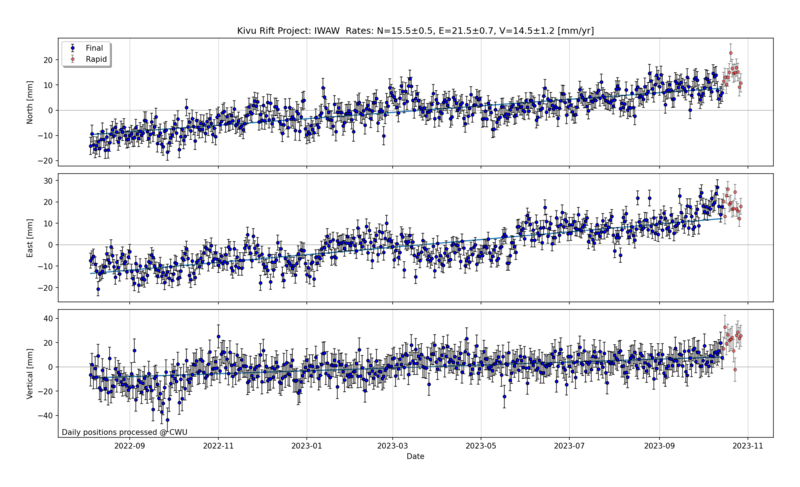 Kivu Rift Project: IWAW Rates: N=15.5±0.5, E=21.5±0.7, V=14.5±1.2 [mm/yr]
Final
Rapid
North [mm]
20
10
0
−10
−20
East [mm]
30
20
10
0
−10
−20
Vertical [mm]
40
20
0
−20
−40
Daily positions processed @ CWU
2022-09 2022-11 2023-01 2023-03 2023-05 2023-07 2023-09 2023-11
Date